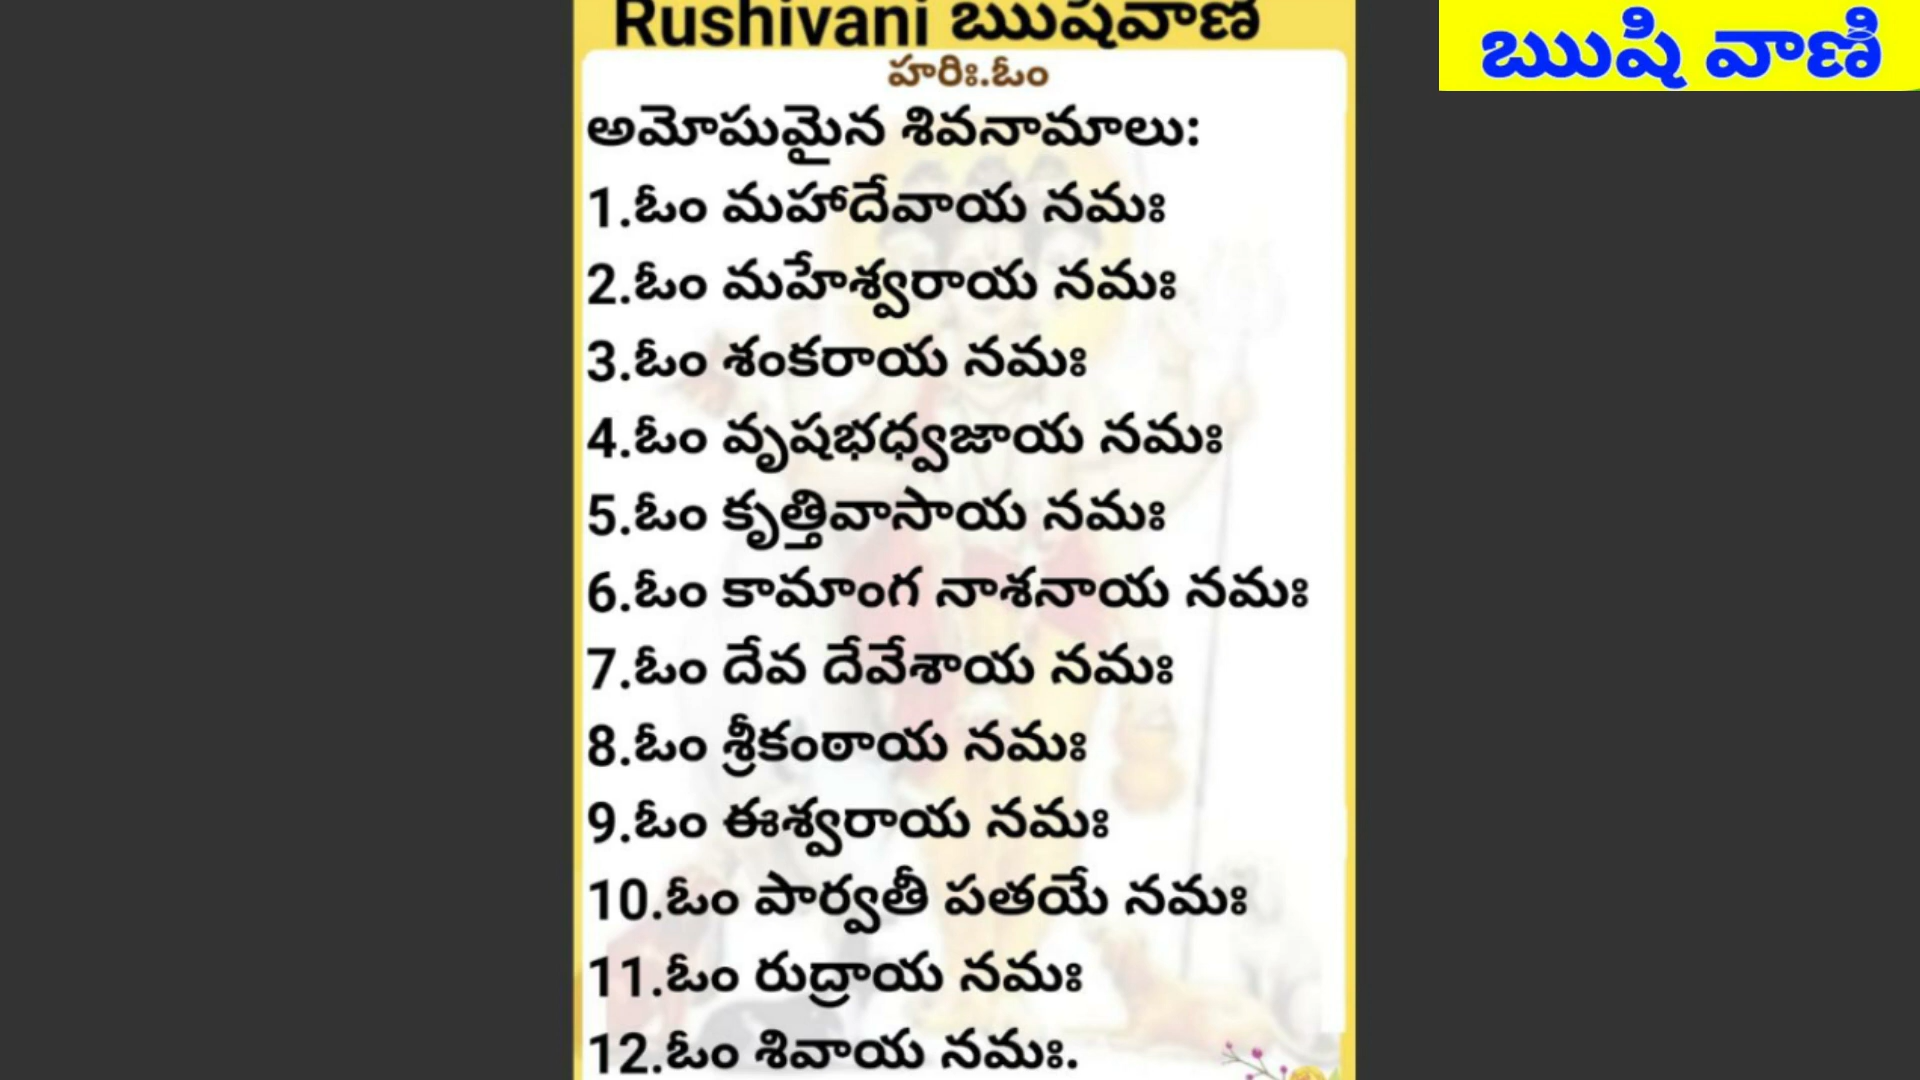 Rushivani ఋషివాణి
ఋషి వాణి
హరిః.ఓం
అమోఘమైన శివనామాలు:
1.ఓం మహాదేవాయ నమః
2.ఓం మహేశ్వరాయ నమః
3.ఓం శంకరాయ నమః
4.ఓం వృషభధ్వజాయ నమః
5.ఓం కృత్తివాసాయ నమః
6.ఓం కామాంగ నాశనాయ నమః
7.ఓం దేవ దేవేశాయ నమః
8.ఓం శ్రీకంఠాయ నమః
9.ఓం ఈశ్వరాయ నమః
10.ఓం పార్వతీ పతయే నమః
11.ఓం రుద్రాయ నమః
12.ఓం శివాయ నమః.